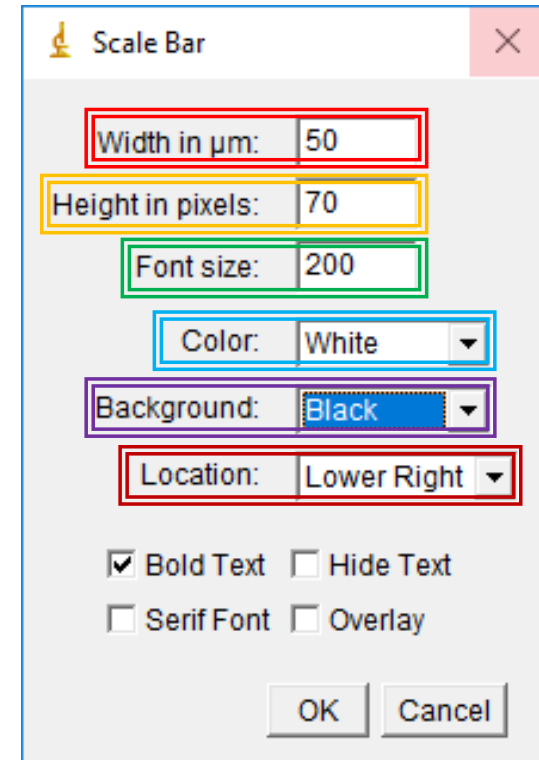 Scale Bar
Width in µm: 50
Height in pixels: 70
Font size: 200
Color: White
Background: Black
Location: Lower Right
Bold Text Hide Text
Serif Font Overlay
OK Cancel